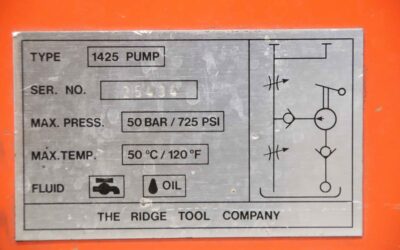 TYPE 1425 PUMP
SER. NO.
MAX. PRESS. 50 BAR / 725 PSI
MAX. TEMP. 50 °C / 120 °F
FLUID OIL
THE RIDGE TOOL COMPANY